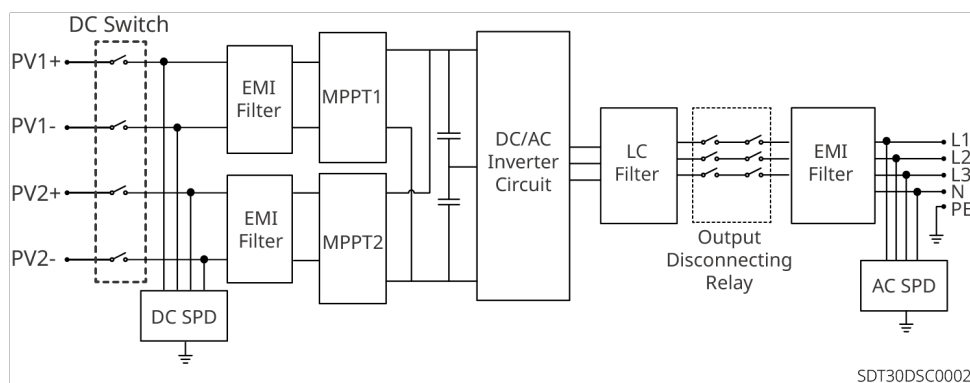 DC Switch
PV1+
PV1-
PV2+
PV2-
EMI
Filter
EMI
Filter
MPPT1
MPPT2
DC SPD
DC/AC
Inverter
Circuit
LC
Filter
Output
Disconnecting
Relay
EMI
Filter
L1
L2
L3
N
PE
AC SPD
SDT30DSC0002